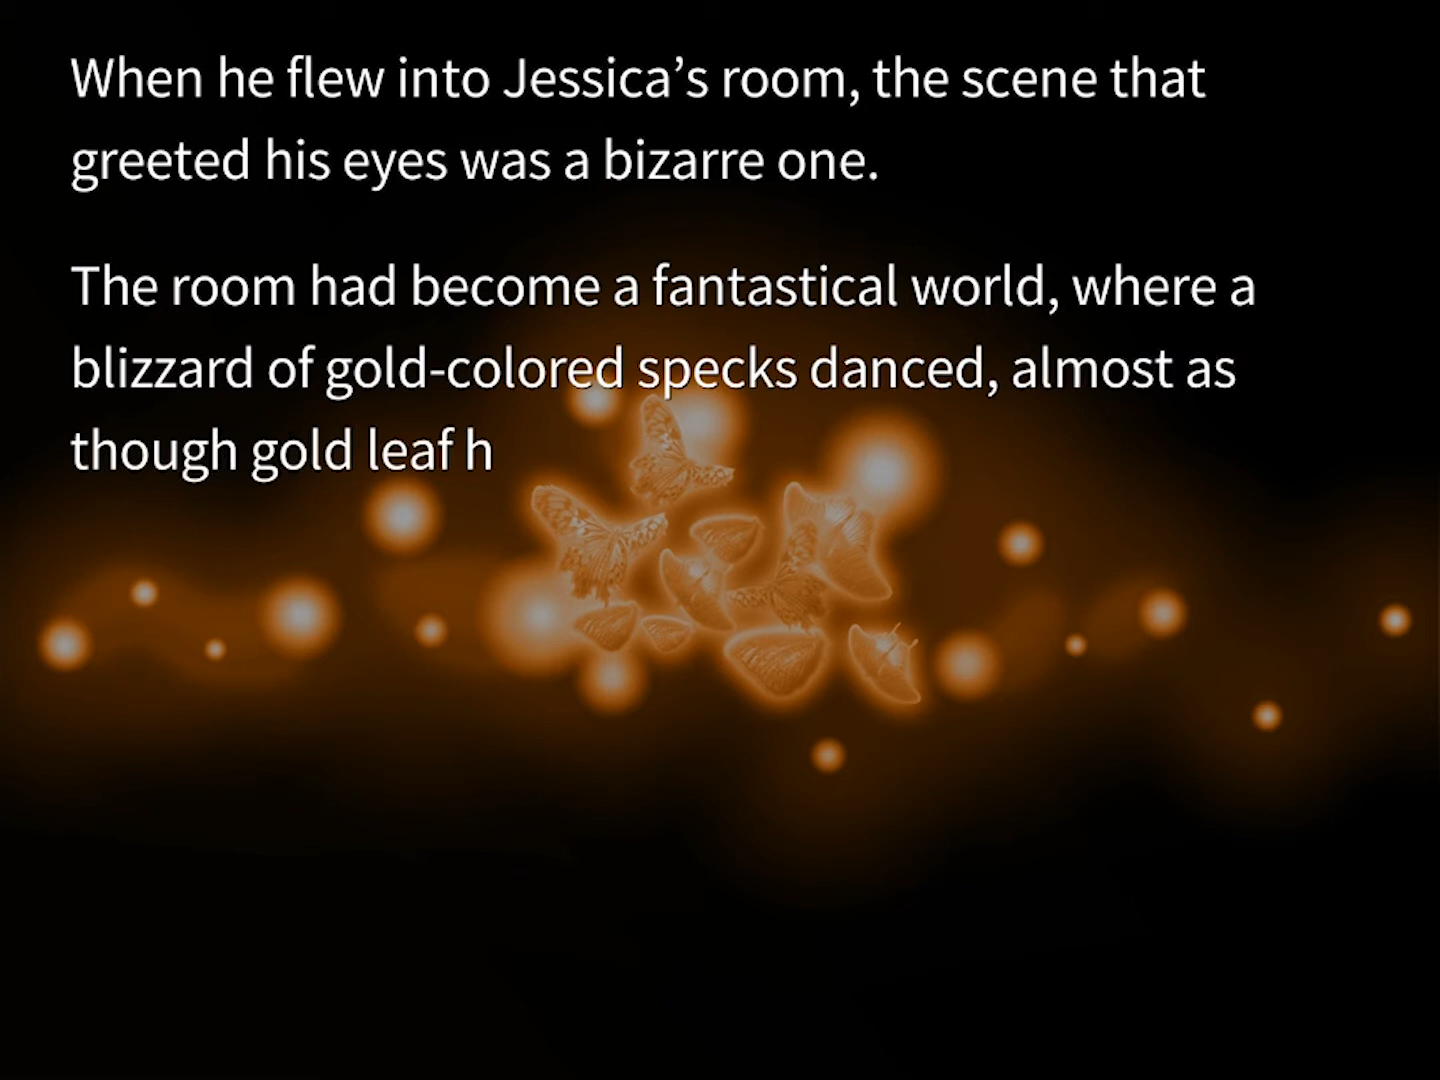 When he flew into Jessica’s room, the scene that
greeted his eyes was a bizarre one.
The room had become a fantastical world, where a
blizzard of gold-colored specks danced, almost as
though gold leaf h